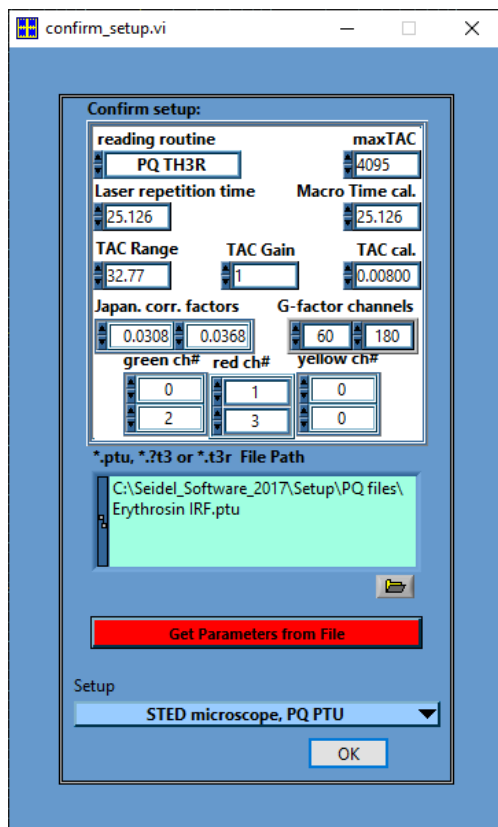 confirm_setup.vi
Confirm setup:
reading routine maxTAC
PQ TH3R 4095
Laser repetition time Macro Time cal.
25.126 25.126
TAC Range TAC Gain TAC cal.
32.77 1 0.00800
Japan. corr. factors G-factor channels
0.0308 0.0368 60 180
green ch# red ch# yellow ch#
0 1 0
2 3 0
*.ptu, *.?t3 or *.t3r File Path
C:\Seidel_Software_2017\Setup\PQ files\
Erythrosin IRF.ptu
Get Parameters from File
Setup
STED microscope, PQ PTU
OK